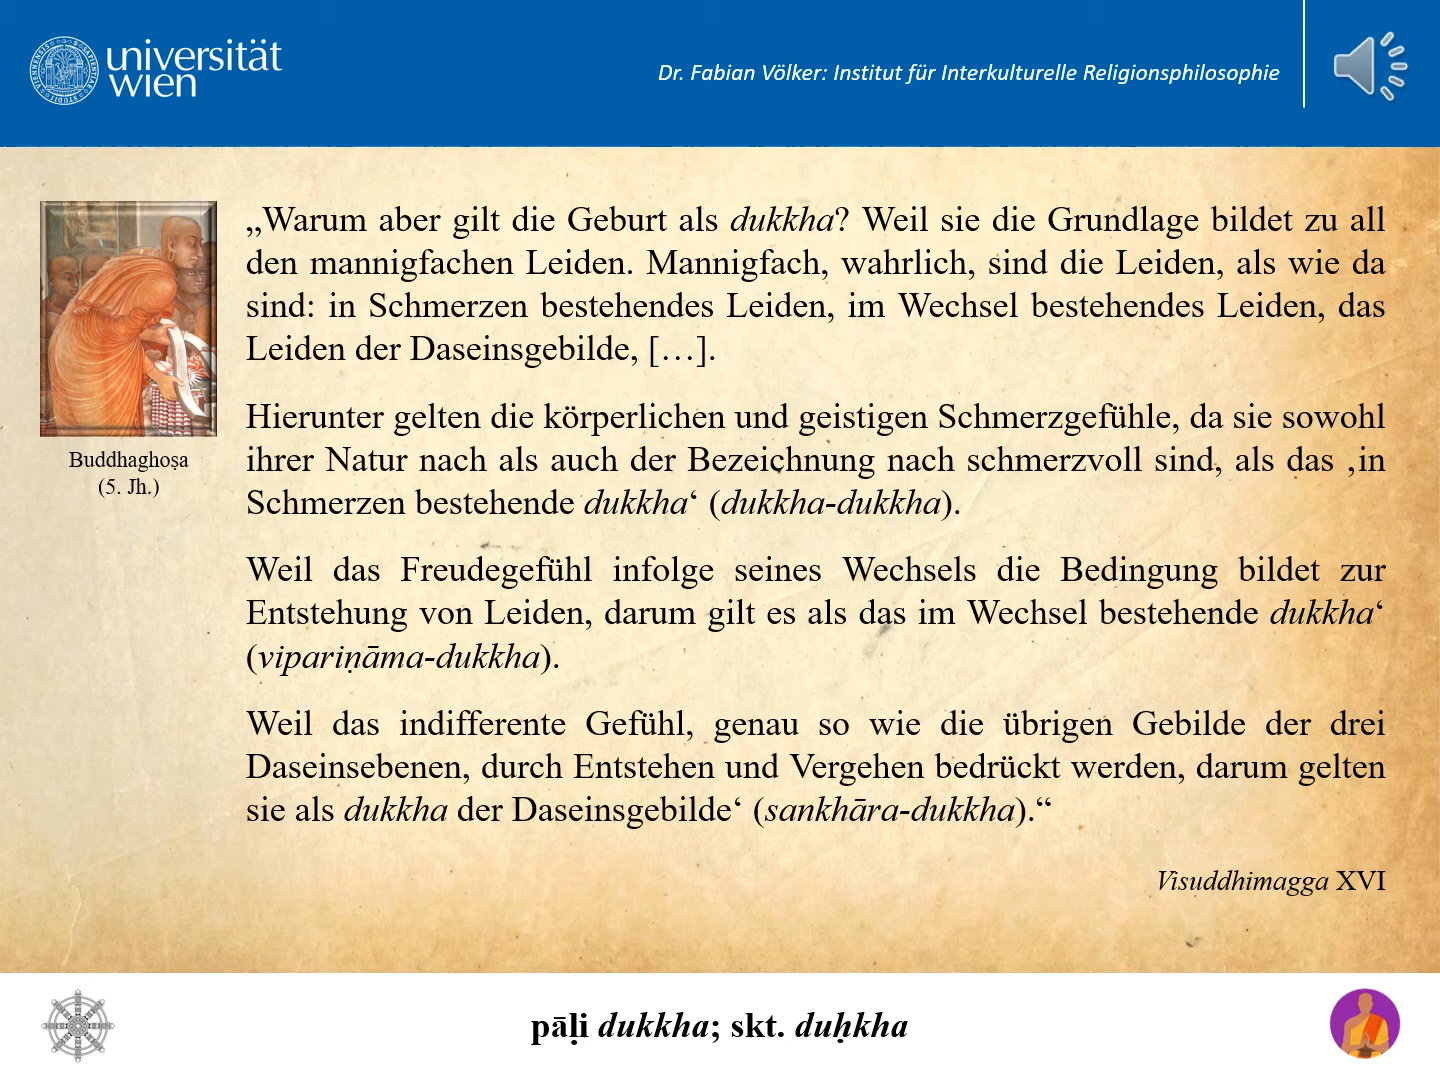 universität
wien
Dr. Fabian Völker: Institut für Interkulturelle Religionsphilosophie
„Warum aber gilt die Geburt als dukkha? Weil sie die Grundlage bildet zu all
den mannigfachen Leiden. Mannigfach, wahrlich, sind die Leiden, als wie da
sind: in Schmerzen bestehendes Leiden, im Wechsel bestehendes Leiden, das
Leiden der Daseinsgebilde, […].
Hierunter gelten die körperlichen und geistigen Schmerzgefühle, da sie sowohl
ihrer Natur nach als auch der Bezeichnung nach schmerzvoll sind, als das ‚in
Schmerzen bestehende dukkha‘ (dukkha-dukkha).
Weil das Freudegefühl infolge seines Wechsels die Bedingung bildet zur
Entstehung von Leiden, darum gilt es als das im Wechsel bestehende dukkha‘
(vipariṇāma-dukkha).
Weil das indifferente Gefühl, genau so wie die übrigen Gebilde der drei
Daseinsebenen, durch Entstehen und Vergehen bedrückt werden, darum gelten
sie als dukkha der Daseinsgebilde‘ (sankhāra-dukkha).“
Visuddhimagga XVI
Buddhaghoṣa
(5. Jh.)
pāḷi dukkha; skt. duḥkha